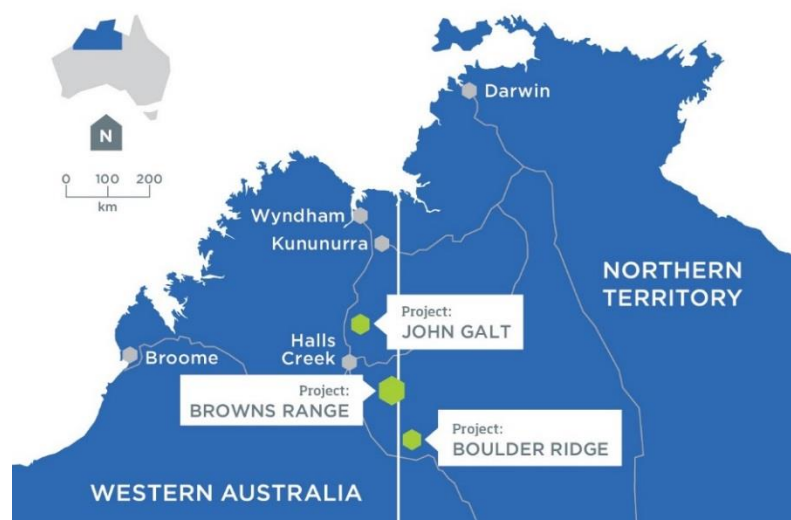 Darwin
N
0 100 200
km
Wyndham
Kununurra
NORTHERN
TERRITORY
Project:
JOHN GALT
Halls
Creek
Broome
Project:
BROWNS RANGE
Project:
BOULDER RIDGE
WESTERN AUSTRALIA